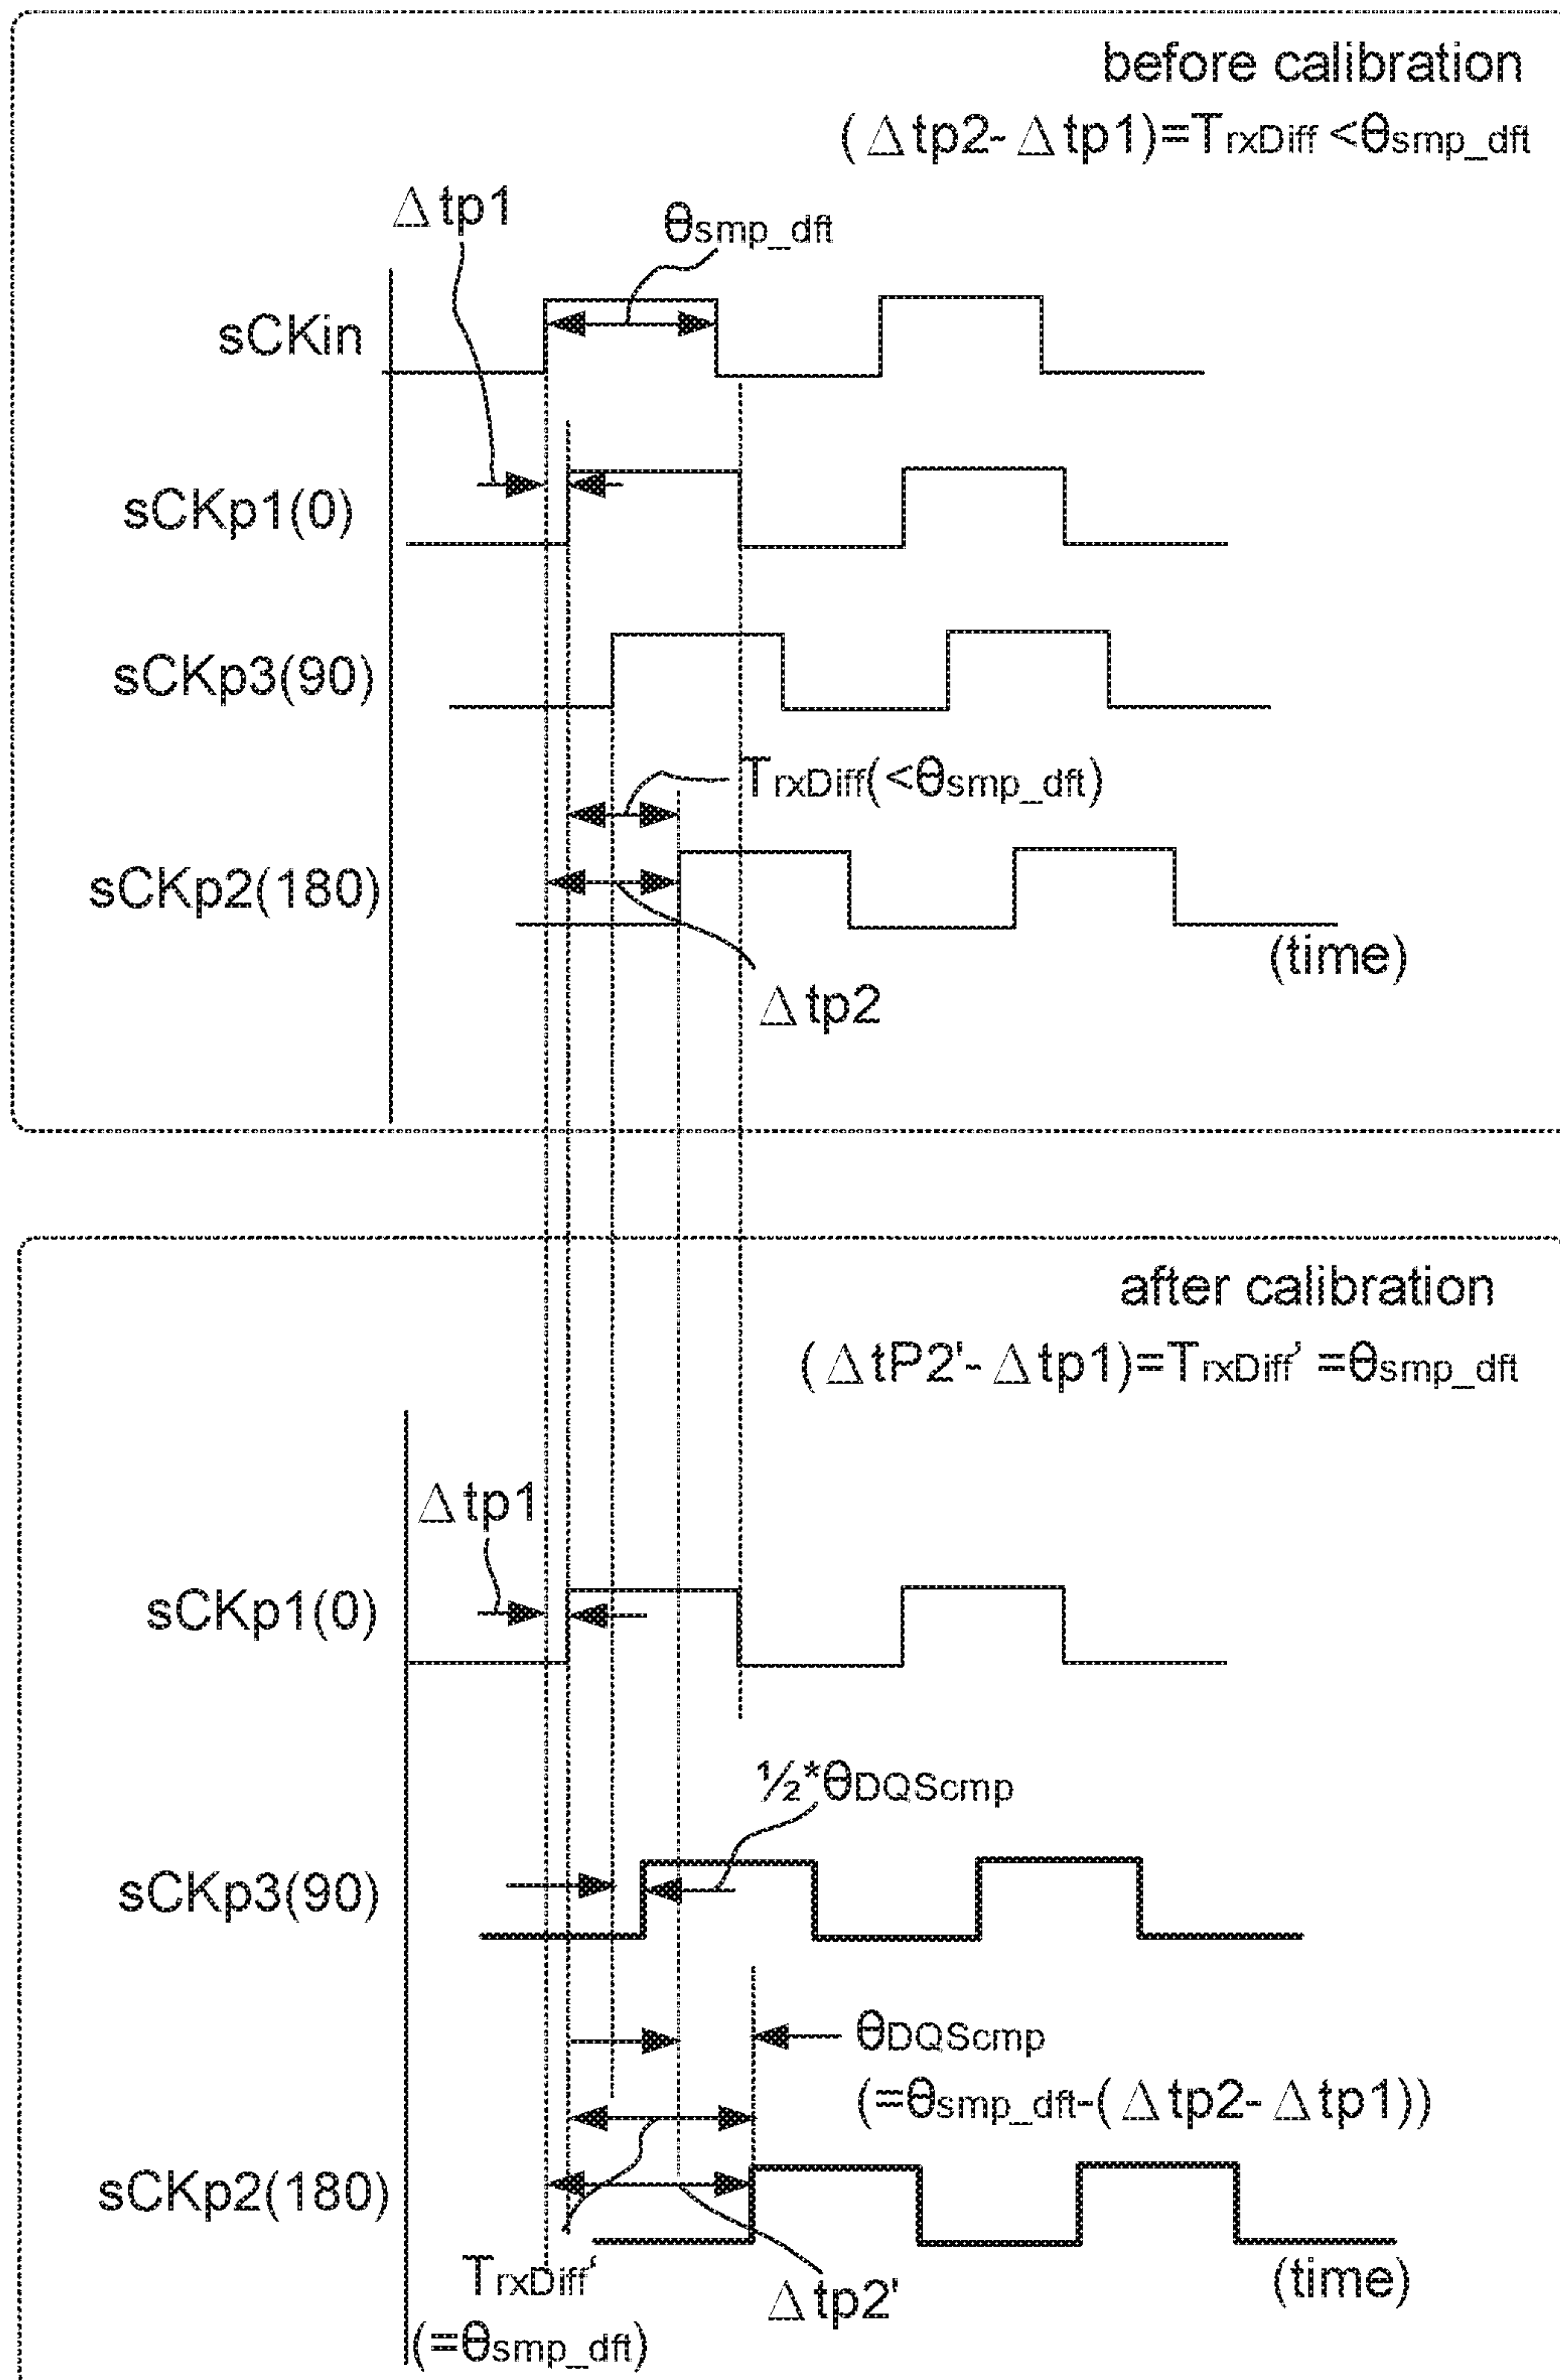 before calibration
(Δtp2-Δtp1)=TrxDiff <θsmp_dft
Δtp1
θsmp_dft
sCKin
sCKp1(0)
sCKp3(90)
TrxDiff(<θsmp_dft)
sCKp2(180)
(time)
Δtp2
after calibration
(ΔtP2'-Δtp1)=TrxDiff' =θsmp_dft
Δtp1
sCKp1(0)
½*θDQScmp
sCKp3(90)
θDQScmp
(=θsmp_dft-(Δtp2-Δtp1))
sCKp2(180)
TrxDiff'
(=θsmp_dft)
Δtp2'
(time)